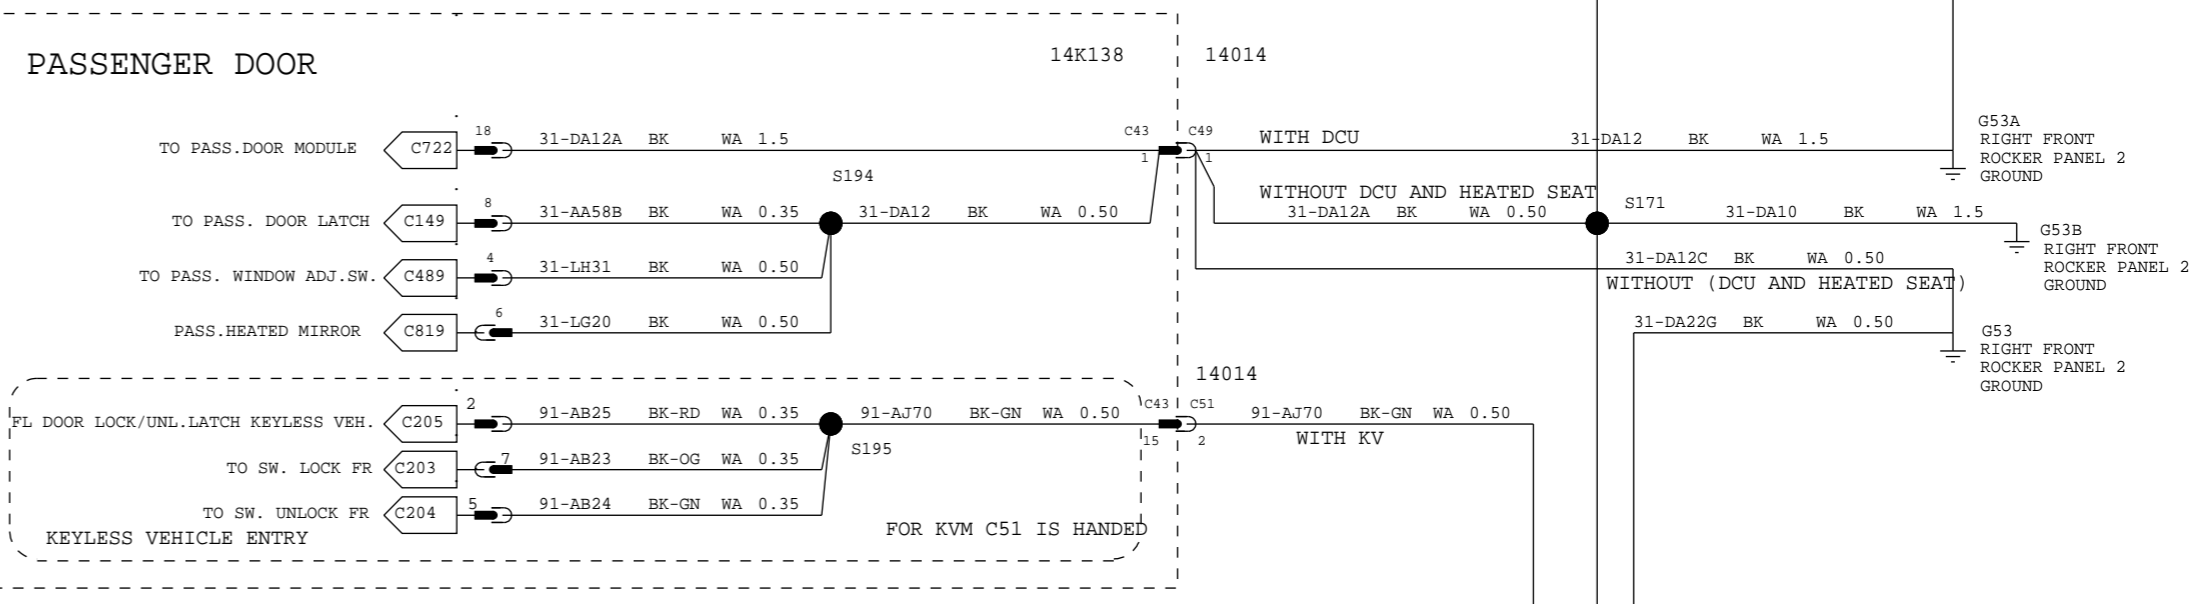 PASSENGER DOOR
14K138
14014
TO PASS.DOOR MODULE C722 18 31-DA12A BK WA 1.5 C43 1 C49 1 WITH DCU 31-DA12 BK WA 1.5
G53A
RIGHT FRONT
ROCKER PANEL 2
GROUND
S194
WITHOUT DCU AND HEATED SEAT
TO PASS. DOOR LATCH C149 8 31-AA58B BK WA 0.35 31-DA12 BK WA 0.50 31-DA12A BK WA 0.50 S171 31-DA10 BK WA 1.5
G53B
RIGHT FRONT
ROCKER PANEL 2
GROUND
TO PASS. WINDOW ADJ.SW. C489 4 31-LH31 BK WA 0.50 31-DA12C BK WA 0.50
WITHOUT (DCU AND HEATED SEAT)
PASS.HEATED MIRROR C819 6 31-LG20 BK WA 0.50 31-DA22G BK WA 0.50
G53
RIGHT FRONT
ROCKER PANEL 2
GROUND
14014
FL DOOR LOCK/UNL.LATCH KEYLESS VEH. C205 2 91-AB25 BK-RD WA 0.35 91-AJ70 BK-GN WA 0.50 C43 15 C51 2 91-AJ70 BK-GN WA 0.50
WITH KV
S195
TO SW. LOCK FR C203 7 91-AB23 BK-OG WA 0.35
TO SW. UNLOCK FR C204 5 91-AB24 BK-GN WA 0.35
KEYLESS VEHICLE ENTRY
FOR KVM C51 IS HANDED